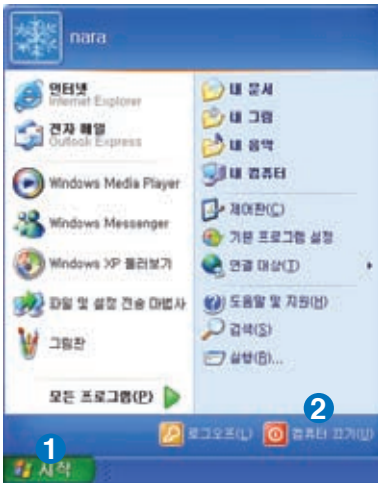 nara
인터넷
Internet Explorer
전자 메일
Outlook Express
Windows Media Player
Windows Messenger
Windows XP 둘러보기
파일 및 설정 전송 마법사
그림판
모든 프로그램(P)
내 문서
내 그림
내 음악
내 컴퓨터
제어판(C)
기본 프로그램 설정
연결 대상(T)
도움말 및 지원(H)
검색(S)
실행(R)...
2
로그오프(L)
컴퓨터 끄기(U)
1
시작